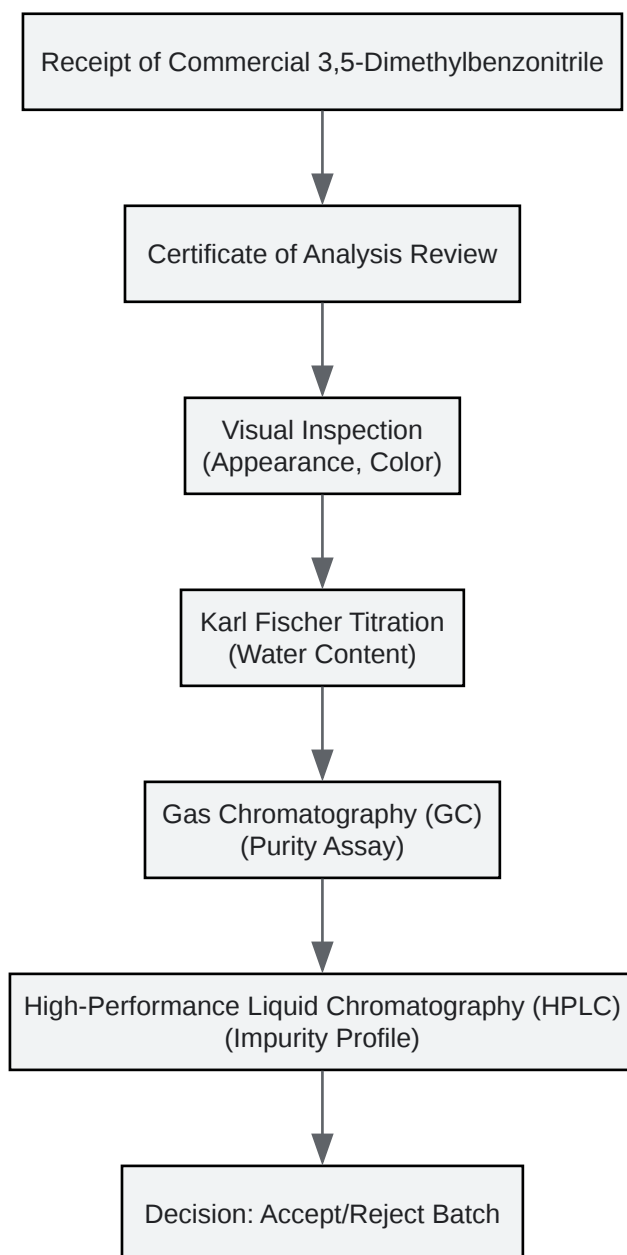 Receipt of Commercial 3,5-Dimethylbenzonitrile
Certificate of Analysis Review
Visual Inspection
(Appearance, Color)
Karl Fischer Titration
(Water Content)
Gas Chromatography (GC)
(Purity Assay)
High-Performance Liquid Chromatography (HPLC)
(Impurity Profile)
Decision: Accept/Reject Batch